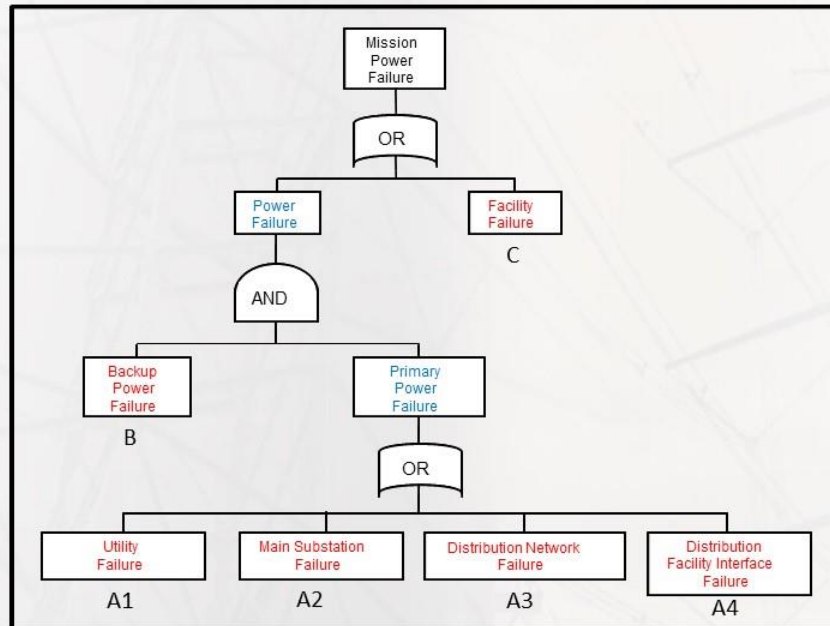 Mission
Power
Failure
OR
Power
Failure
Facility
Failure
C
AND
Backup
Power
Failure
B
Primary
Power
Failure
OR
Utility
Failure
A1
Main Substation
Failure
A2
Distribution Network
Failure
A3
Distribution
Facility Interface
Failure
A4